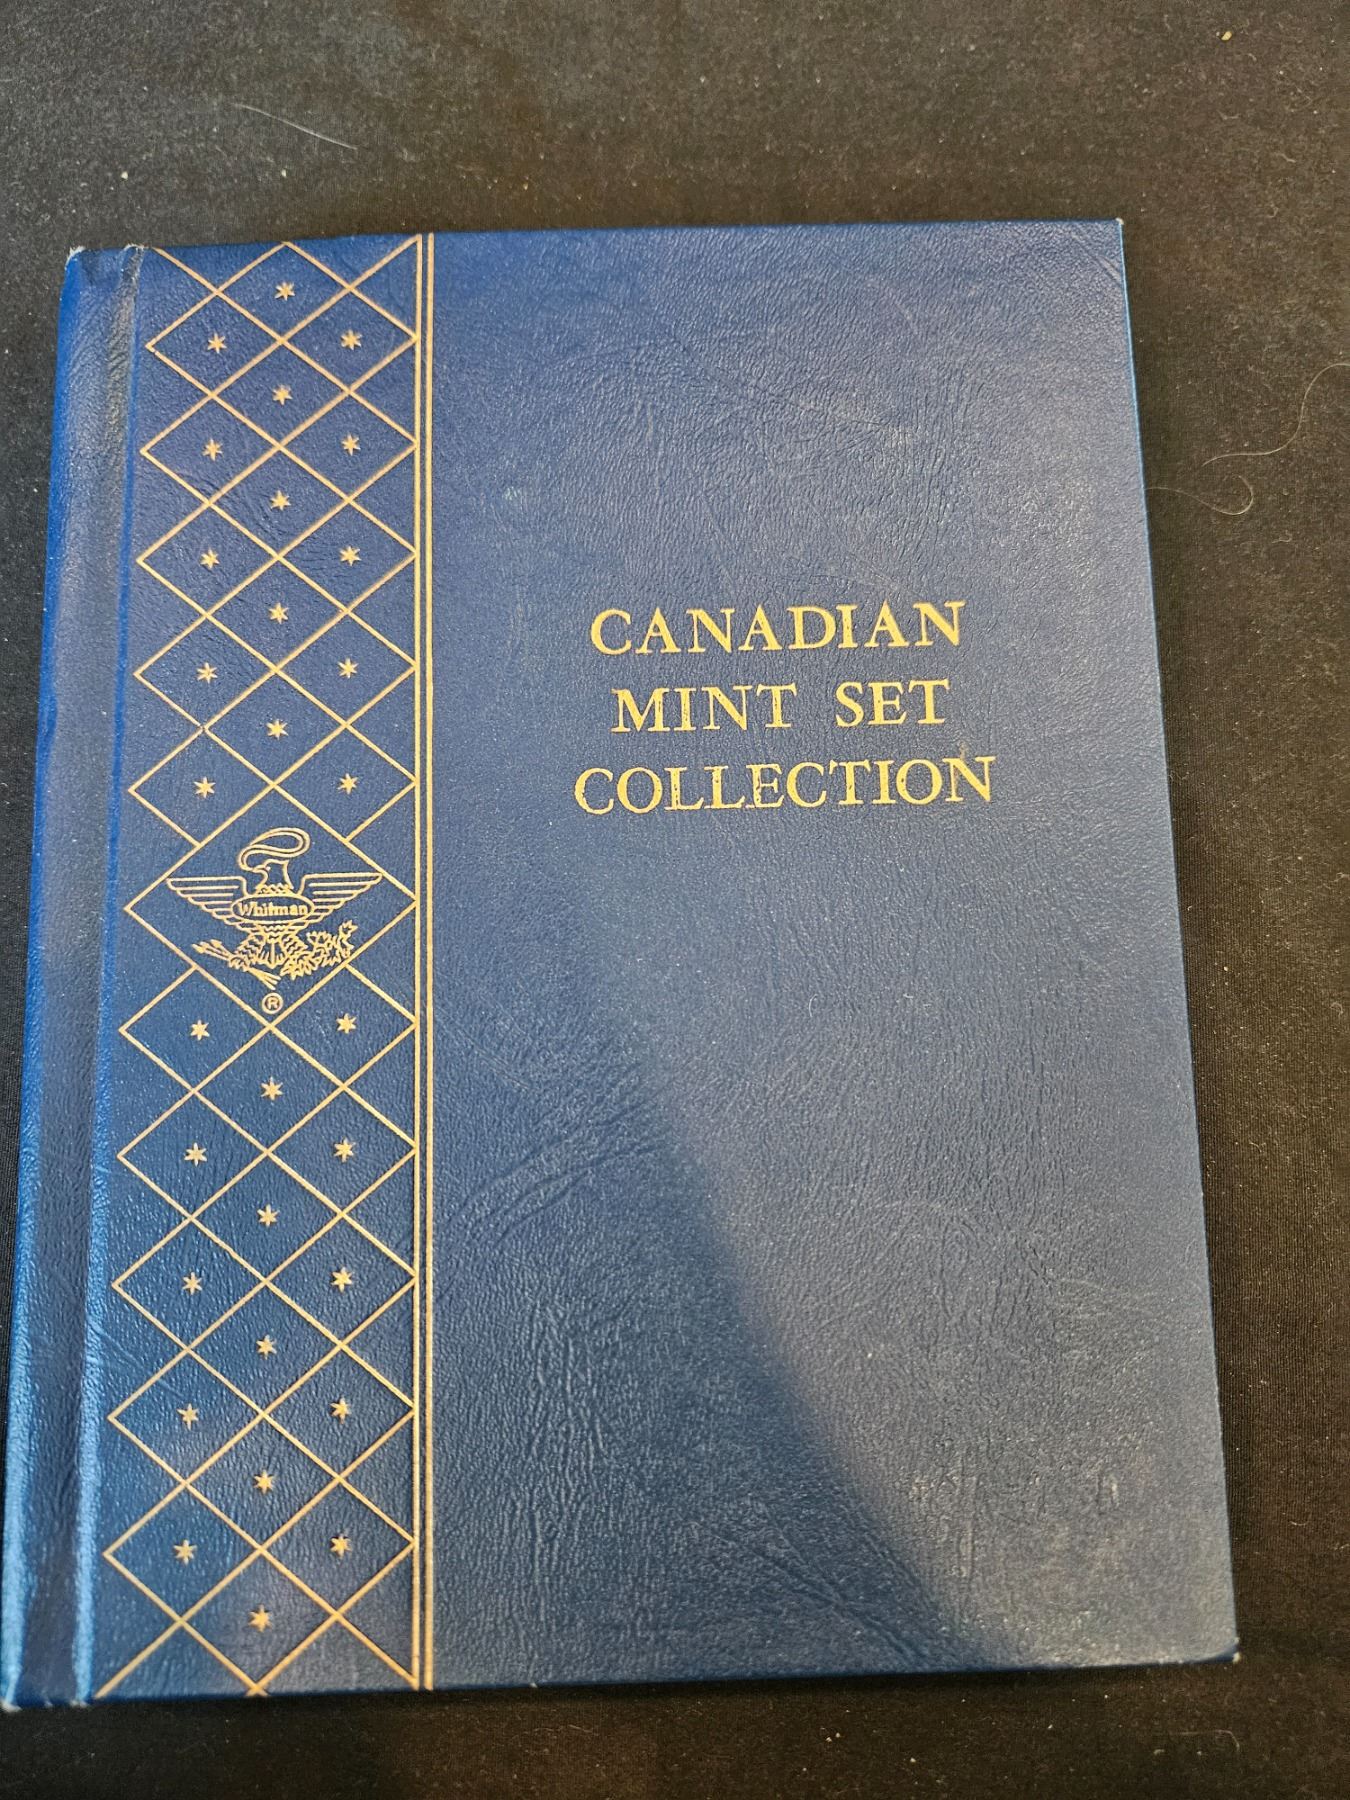 CANADIAN
MINT SET
COLLECTION
Whitman
®